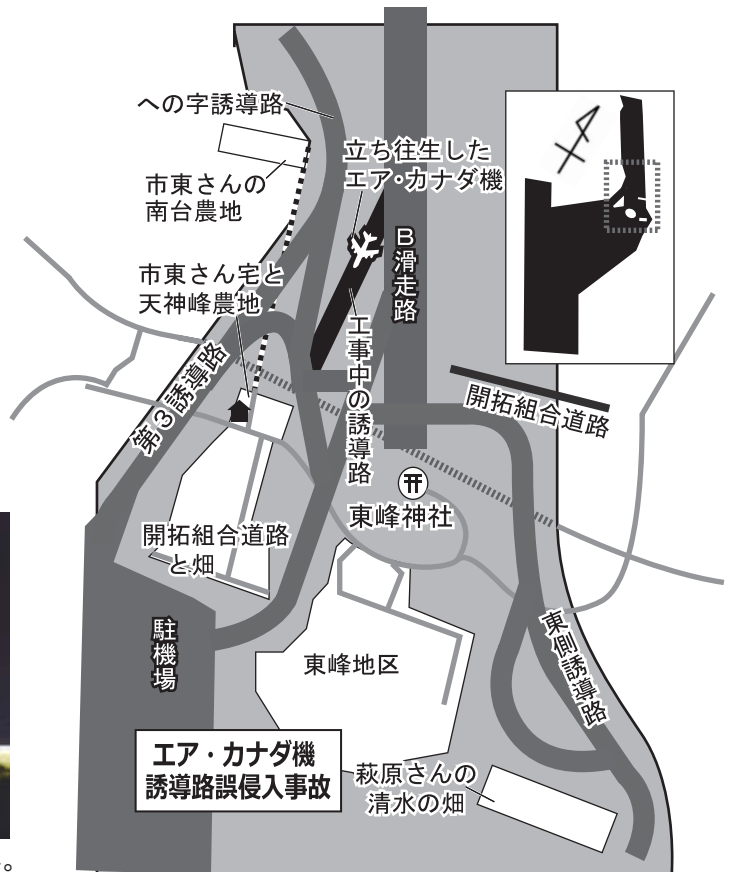 への字誘導路
立ち往生した
エア・カナダ機
市東さんの
南台農地
B滑走路
市東さん宅と
天神峰農地
工事中の誘導路
第3誘導路
開拓組合道路
東峰神社
開拓組合道路
と畑
駐機場
東峰地区
東側誘導路
エア・カナダ機
誘導路誤侵入事故
萩原さんの
清水の畑
。